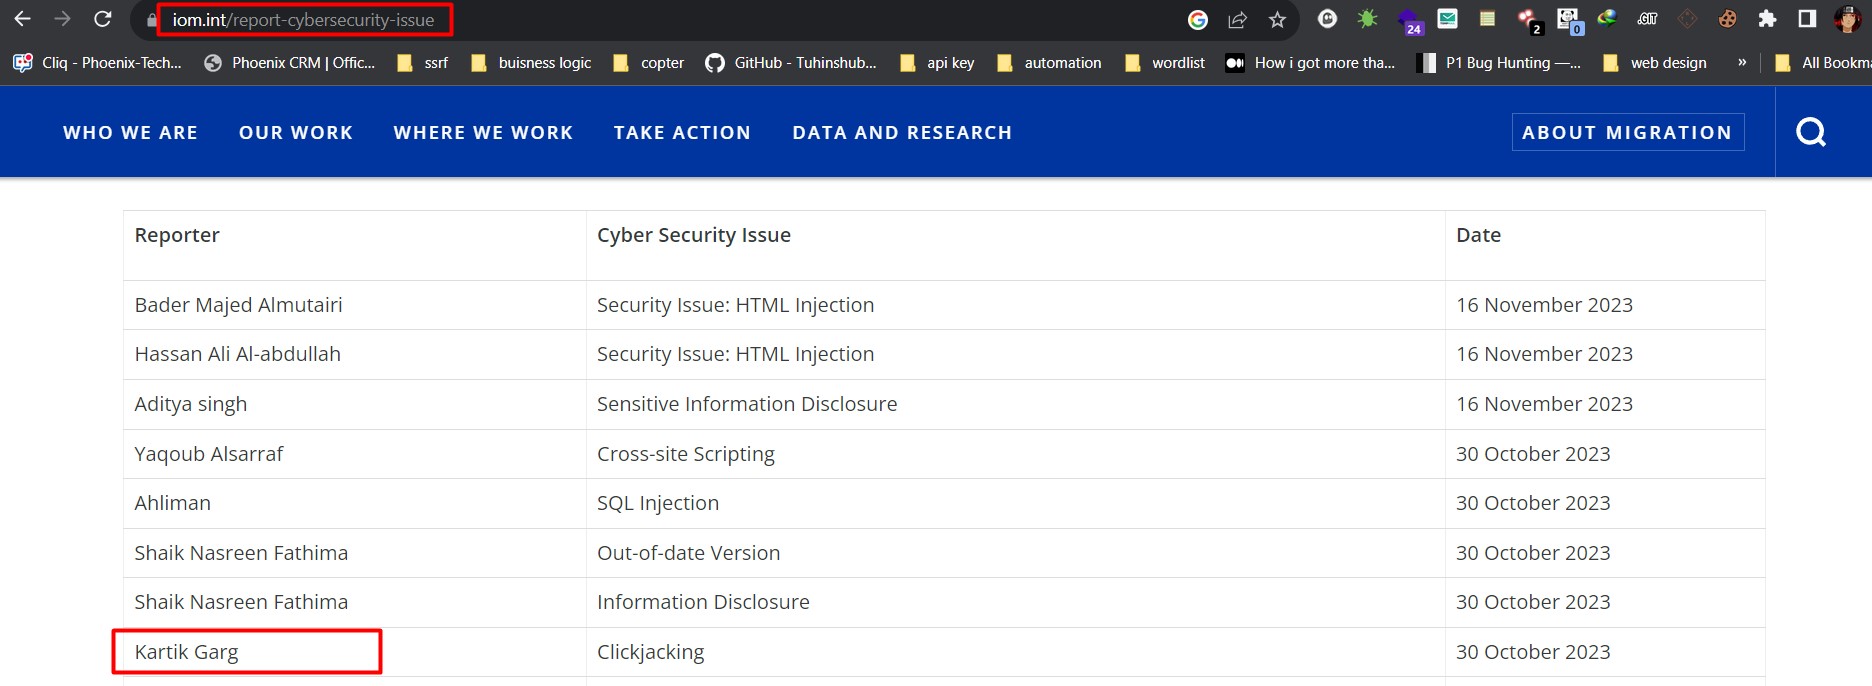 iom.int/report-cybersecurity-issue
24
2
0
Cliq - Phoenix-Tech... Phoenix CRM | Offic... ssrf buisness logic copter GitHub - Tuhinshub... api key automation wordlist How i got more tha... P1 Bug Hunting —... web design » All Bookma
WHO WE ARE OUR WORK WHERE WE WORK TAKE ACTION DATA AND RESEARCH ABOUT MIGRATION
Reporter Cyber Security Issue Date
Bader Majed Almutairi Security Issue: HTML Injection 16 November 2023
Hassan Ali Al-abdullah Security Issue: HTML Injection 16 November 2023
Aditya singh Sensitive Information Disclosure 16 November 2023
Yaqoub Alsarraf Cross-site Scripting 30 October 2023
Ahliman SQL Injection 30 October 2023
Shaik Nasreen Fathima Out-of-date Version 30 October 2023
Shaik Nasreen Fathima Information Disclosure 30 October 2023
Kartik Garg Clickjacking 30 October 2023